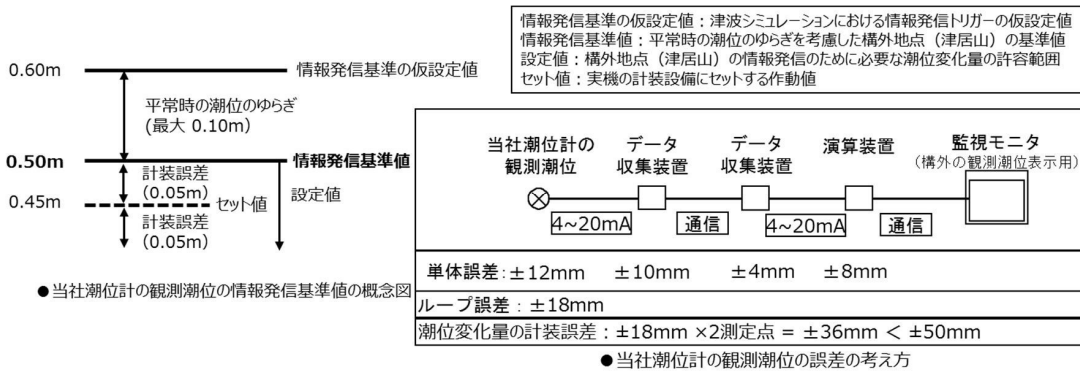 情報発信基準の仮設定値：津波シミュレーションにおける情報発信トリガーの仮設定値
情報発信基準値：平常時の潮位のゆらぎを考慮した構外地点（津居山）の基準値
設定値：構外地点（津居山）の情報発信のために必要な潮位変化量の許容範囲
セット値：実機の計装設備にセットする作動値
0.60m
情報発信基準の仮設定値
平常時の潮位のゆらぎ
(最大 0.10m)
0.50m
情報発信基準値
計装誤差
(0.05m)
設定値
0.45m
セット値
計装誤差
(0.05m)
●当社潮位計の観測潮位の情報発信基準値の概念図
当社潮位計の
観測潮位
データ
収集装置
データ
収集装置
演算装置
監視モニタ
（構外の観測潮位表示用）
4~20mA
通信
4~20mA
通信
単体誤差：±12mm ±10mm ±4mm ±8mm
ループ誤差：±18mm
潮位変化量の計装誤差：±18mm ×2測定点 = ±36mm ＜ ±50mm
●当社潮位計の観測潮位の誤差の考え方